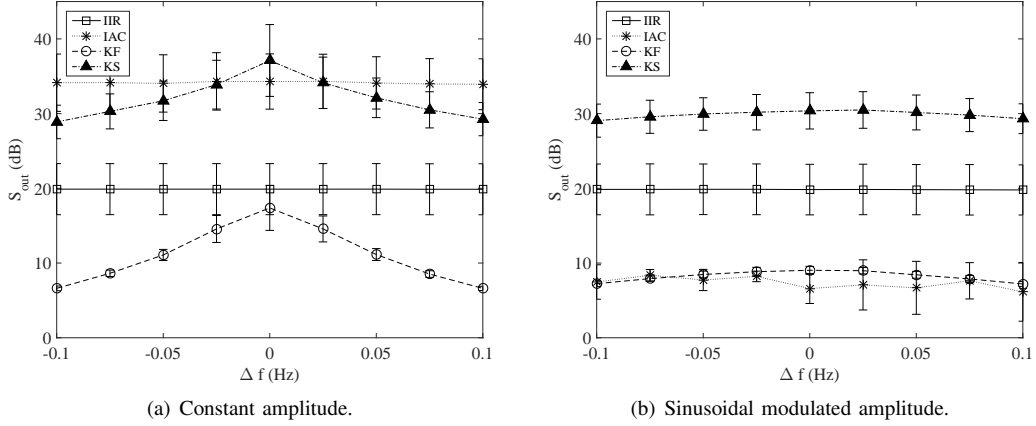 IIR
IAC
KF
KS
40
30
20
10
0
S_out (dB)
-0.1
-0.05
0
0.05
0.1
Δ f (Hz)
(a) Constant amplitude.
IIR
IAC
KF
KS
40
30
20
10
0
S_out (dB)
-0.1
-0.05
0
0.05
0.1
Δ f (Hz)
(b) Sinusoidal modulated amplitude.